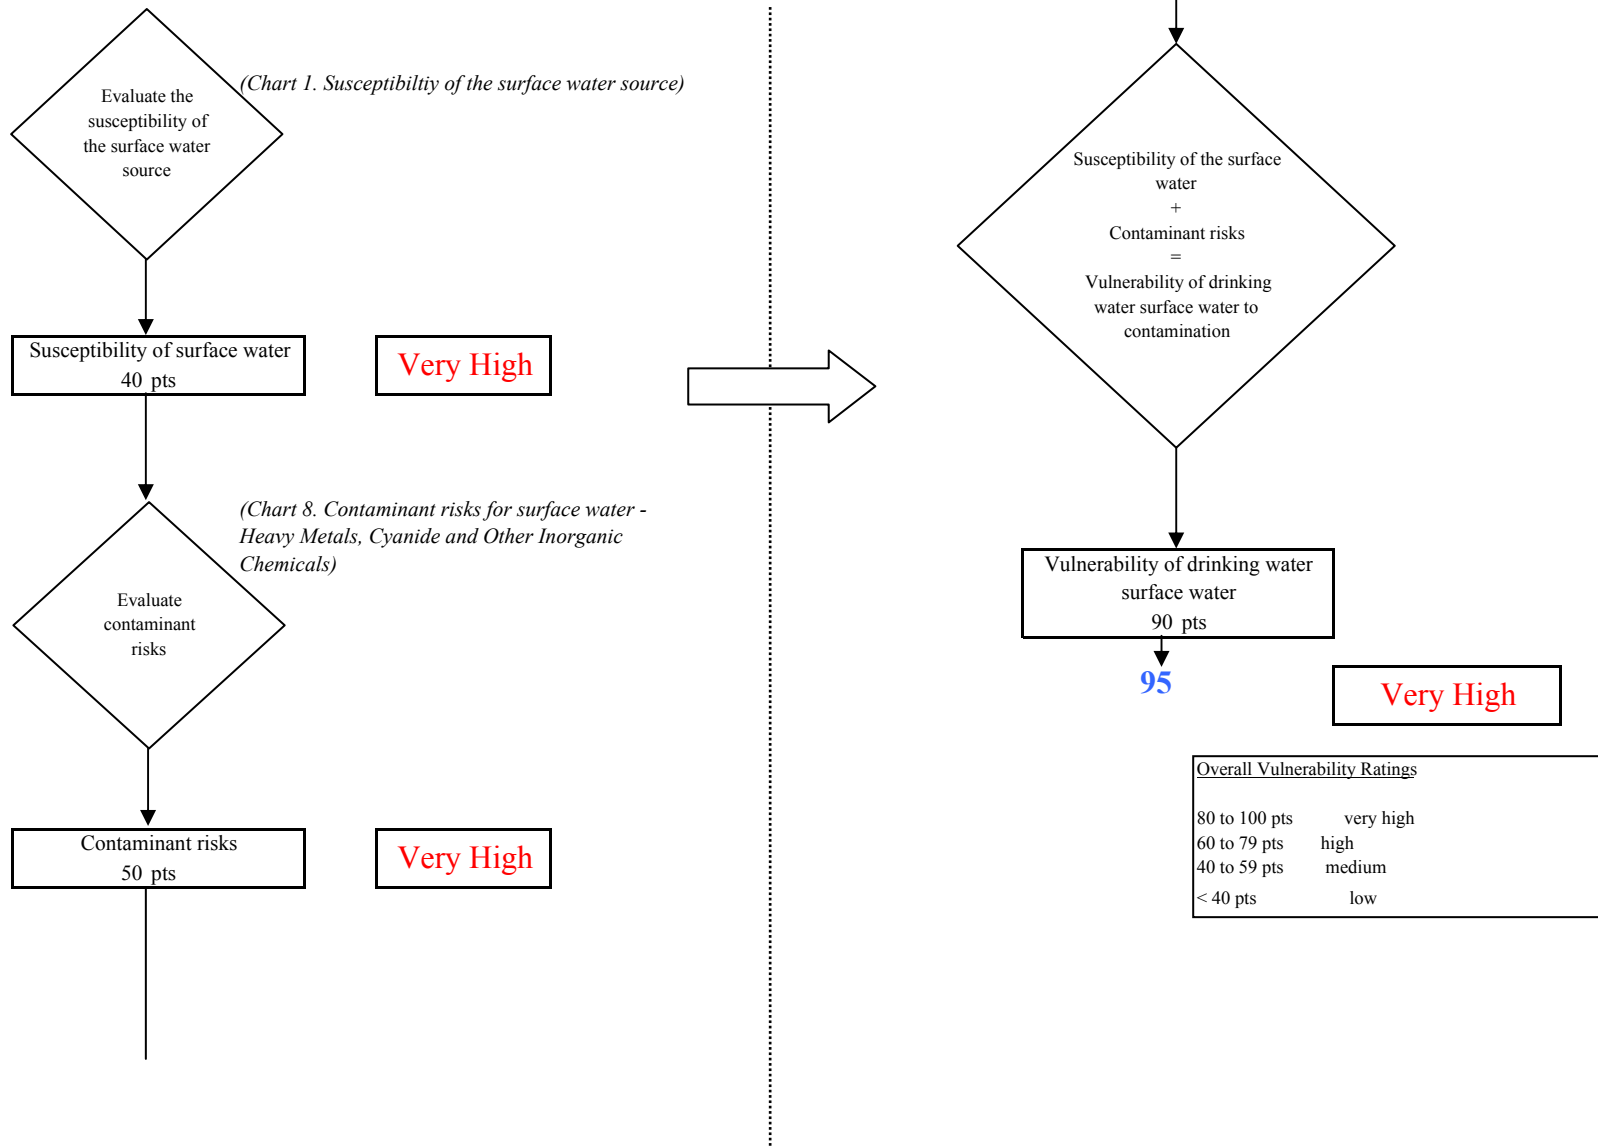 Evaluate the
susceptibility of
the surface water
source
(Chart 1. Susceptibiltiy of the surface water source)
Susceptibility of surface water
40 pts
Very High
(Chart 8. Contaminant risks for surface water -
Heavy Metals, Cyanide and Other Inorganic
Chemicals)
Evaluate
contaminant
risks
Contaminant risks
50 pts
Very High
Susceptibility of the surface
water
+
Contaminant risks
=
Vulnerability of drinking
water surface water to
contamination
Vulnerability of drinking water
surface water
90 pts
95
Very High
Overall Vulnerability Ratings
80 to 100 pts very high
60 to 79 pts high
40 to 59 pts medium
< 40 pts low